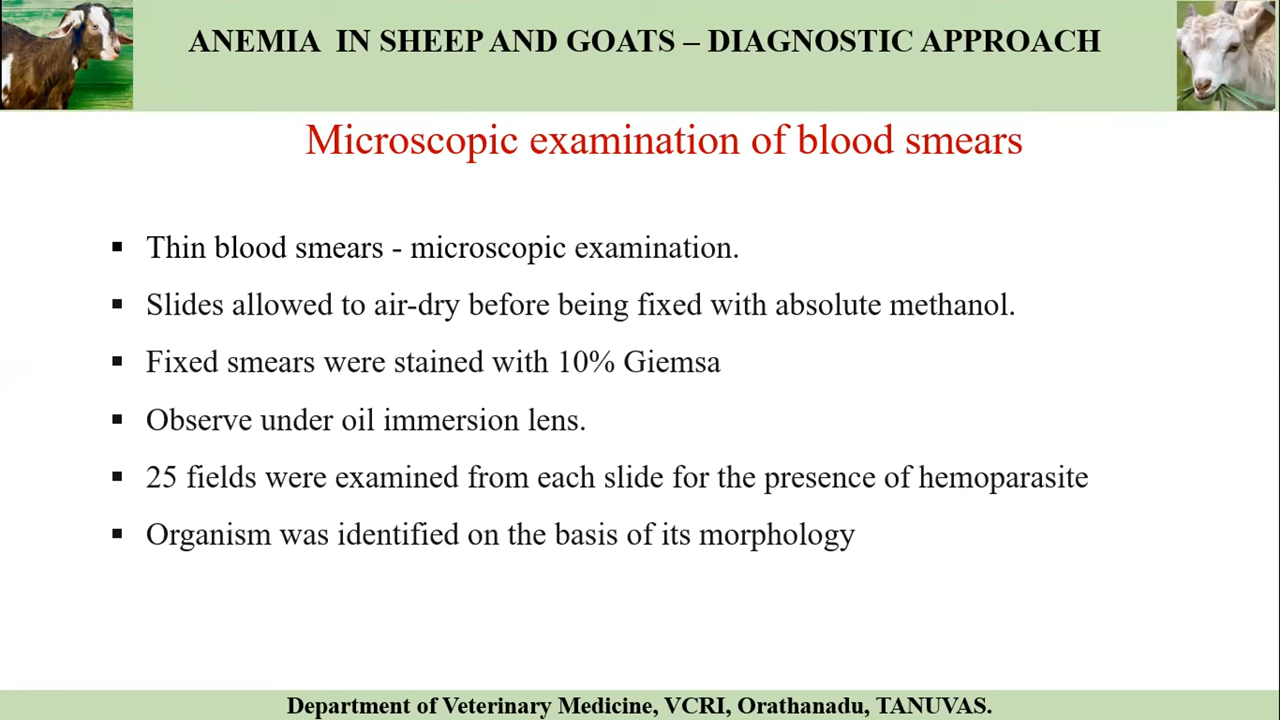 ANEMIA IN SHEEP AND GOATS – DIAGNOSTIC APPROACH
Microscopic examination of blood smears
▪ Thin blood smears - microscopic examination.
▪ Slides allowed to air-dry before being fixed with absolute methanol.
▪ Fixed smears were stained with 10% Giemsa
▪ Observe under oil immersion lens.
▪ 25 fields were examined from each slide for the presence of hemoparasite
▪ Organism was identified on the basis of its morphology
Department of Veterinary Medicine, VCRI, Orathanadu, TANUVAS.